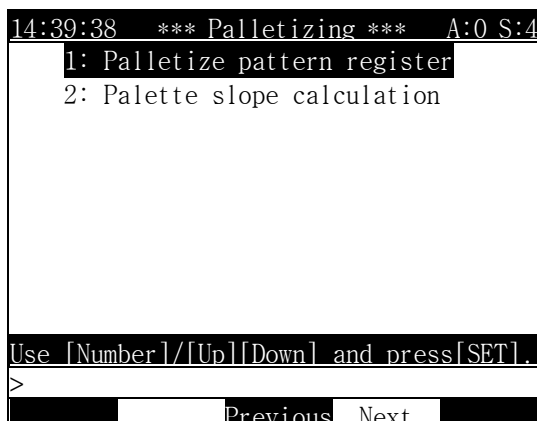 14:39:38 *** Palletizing *** A:0 S:4
1: Palletize pattern register
2: Palette slope calculation
Use [Number]/[Up][Down] and press[SET].
>
Previous Next